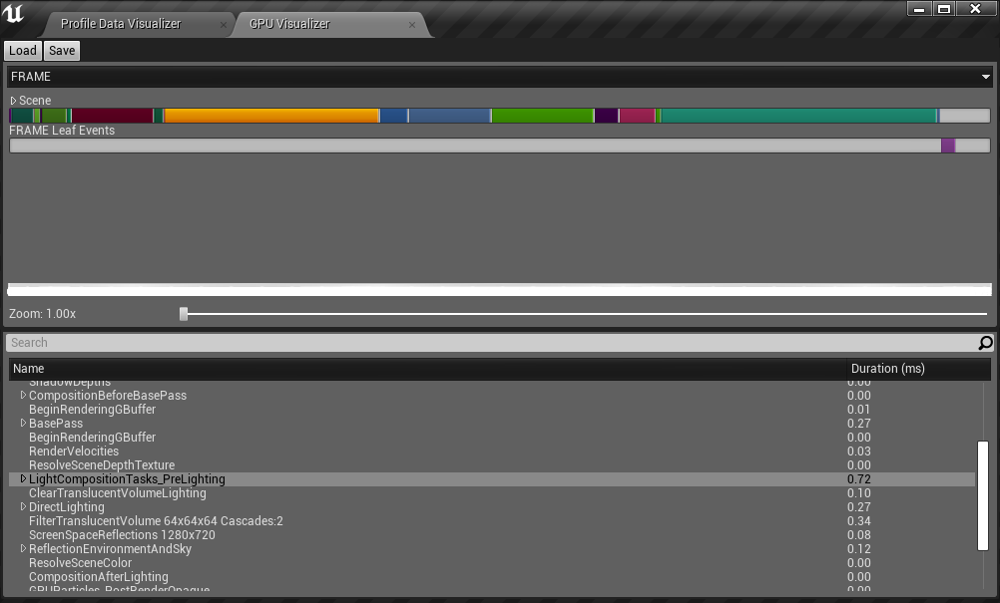 Profile Data Visualizer
GPU Visualizer
Load Save
FRAME
Scene
FRAME Leaf Events
Zoom: 1.00x
Search
Name Duration (ms)
ShadowDepths 0.00
CompositionBeforeBasePass 0.00
BeginRenderingGBuffer 0.01
BasePass 0.27
BeginRenderingGBuffer 0.00
RenderVelocities 0.03
ResolveSceneDepthTexture 0.00
LightCompositionTasks_PreLighting 0.72
ClearTranslucentVolumeLighting 0.10
DirectLighting 0.27
FilterTranslucentVolume 64x64x64 Cascades:2 0.34
ScreenSpaceReflections 1280x720 0.08
ReflectionEnvironmentAndSky 0.12
ResolveSceneColor 0.00
CompositionAfterLighting 0.00
GPUParticles_PostRenderOpaque 0.00